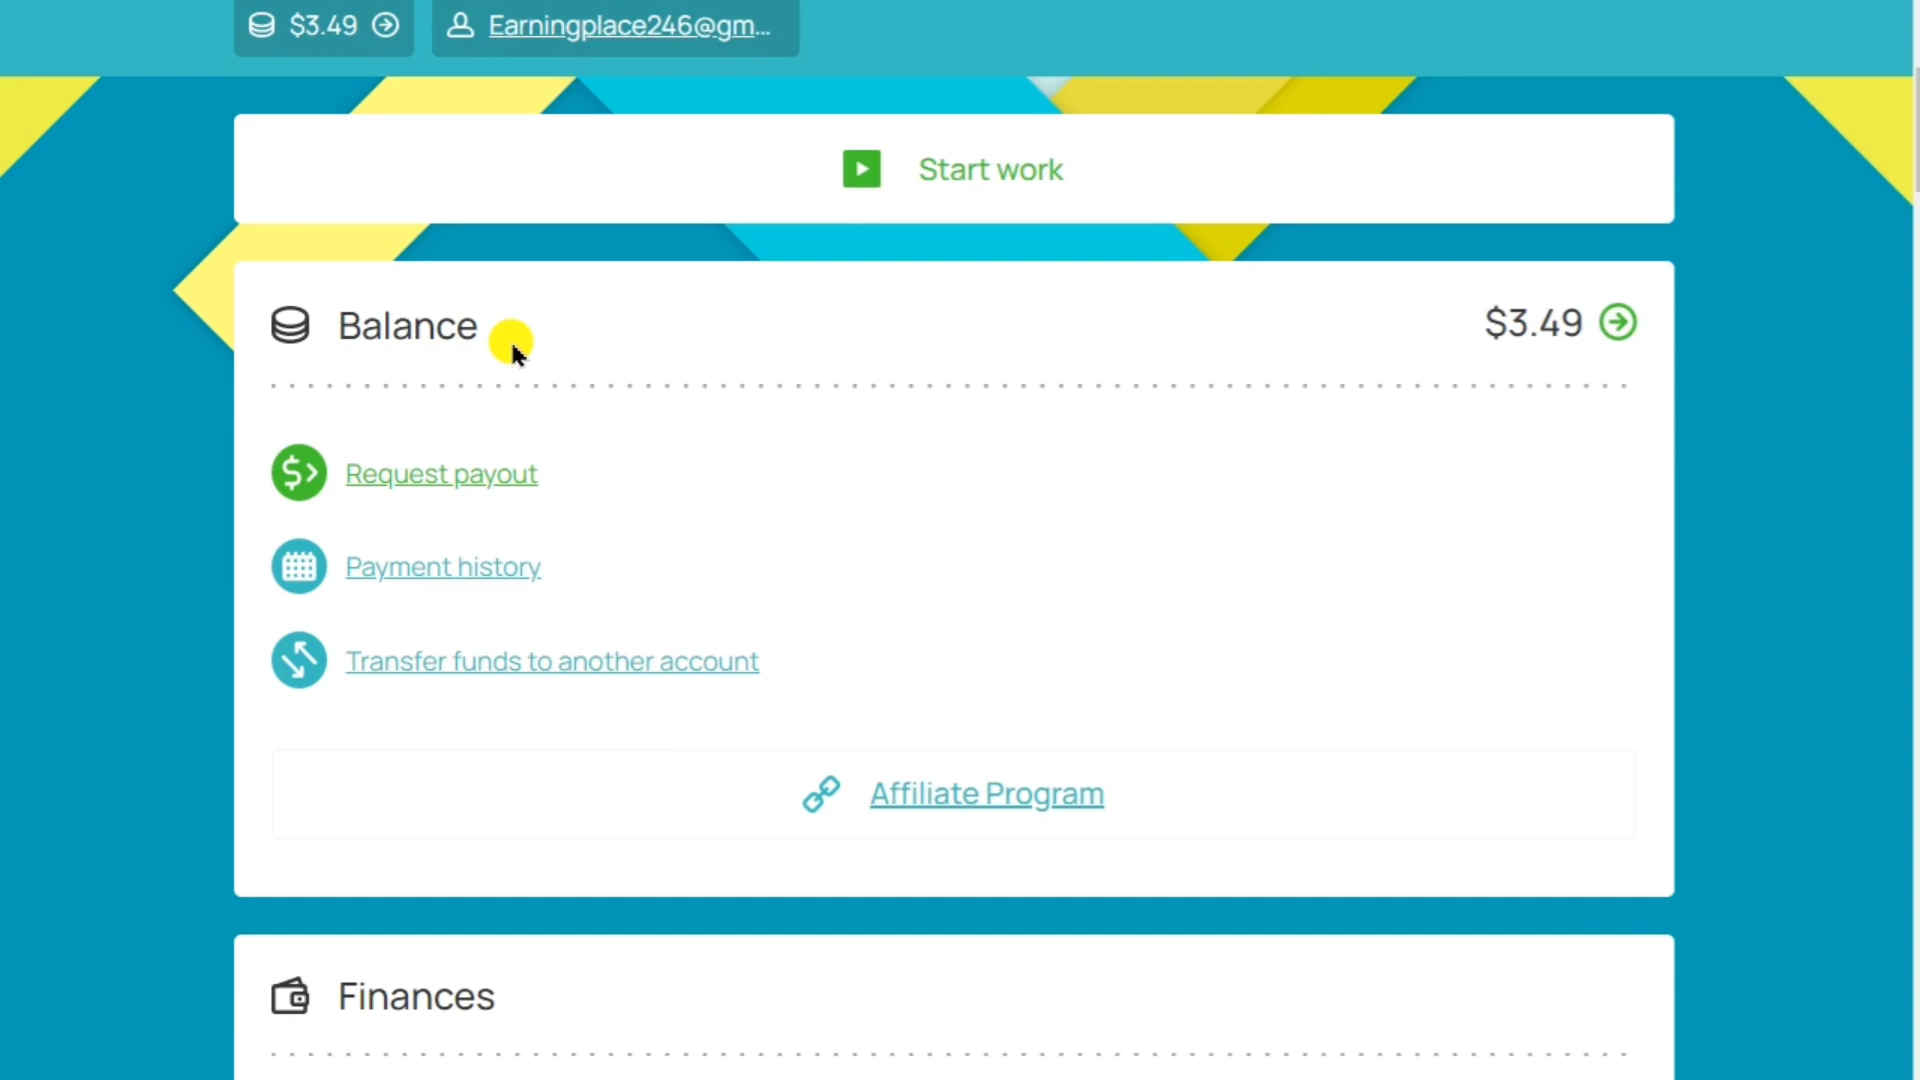 $3.49
Earningplace246@gm...
Start work
Balance
$3.49
Request payout
Payment history
Transfer funds to another account
Affiliate Program
Finances